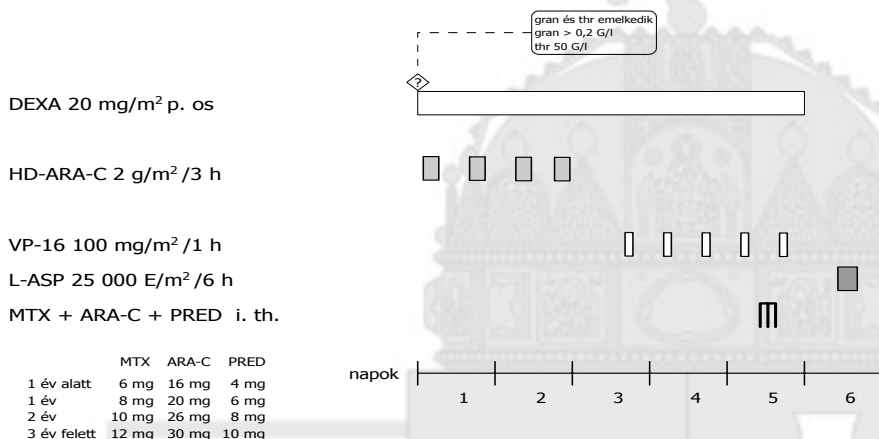 gran és thr emelkedik
gran > 0,2 G/l
thr 50 G/l
?
DEXA 20 mg/m² p. os
HD-ARA-C 2 g/m² /3 h
VP-16 100 mg/m² /1 h
L-ASP 25 000 E/m² /6 h
MTX + ARA-C + PRED i. th.
MTX ARA-C PRED
1 év alatt 6 mg 16 mg 4 mg
1 év 8 mg 20 mg 6 mg
2 év 10 mg 26 mg 8 mg
3 év felett 12 mg 30 mg 10 mg
napok
1 2 3 4 5 6